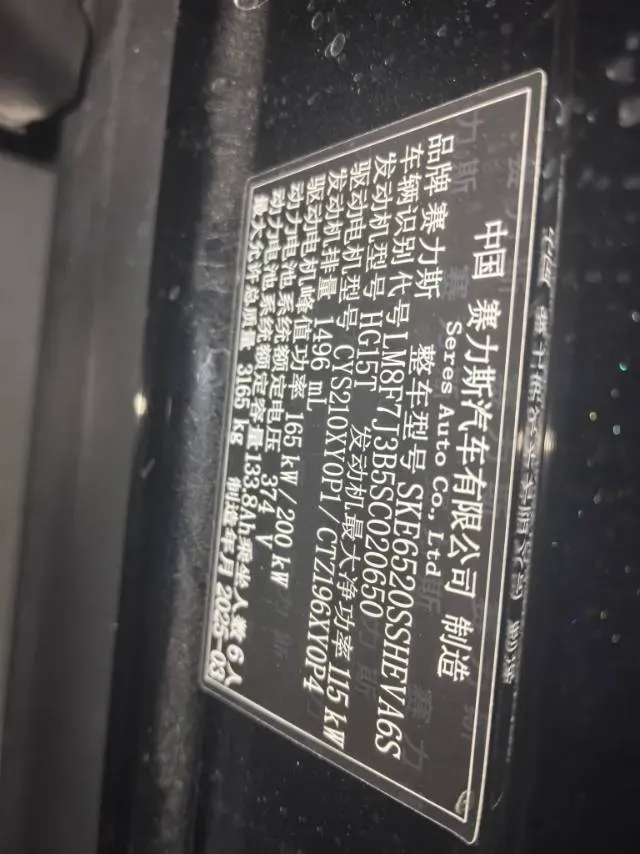 中国 赛力斯汽车有限公司 制造
Seres Auto Co., Ltd
品牌 赛力斯 整车型号 SKE6520SSHEVA6S
车辆识别代号 LM8F7J3B5SC020650
发动机型号 HG15T 发动机最大净功率 115 kW
驱动电机型号 CYS210XY0P1/CTZ196XY0P4
发动机排量 1496 mL
驱动电机峰值功率 165 kW/200 kW
动力电池系统额定电压 374 V
动力电池系统额定容量 133.8Ah 乘坐人数 6人
最大允许总质量 3165 kg 制造年月 2025-03